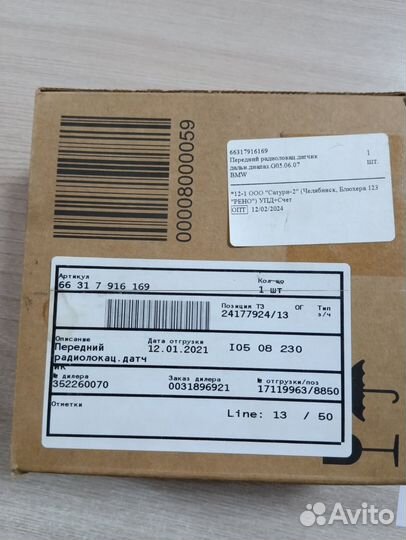 00008000059
66317916169
Передний радиолокац.датчик 1
дальн.диапаз.G05.06.07 шт.
BMW
*12-1 ООО "Сатурн-2" (Челябинск, Блюхера 123
"РЕНО") УПД+Счет
ОПТ 12/02/2024
Артикул Кол-що
66 31 7 916 169 1 шт
Позиция ТЗ ОГ Тип
24177924/13 з/ч
Описание Дата отгрузки
Передний 12.01.2021 I05 08 230
радиолокац.датч
ик
№ дилера Заказ дилера № отгрузки/поз
352260070 0031896921 17119963/8850
Отметки
Line: 13 / 50
Avito